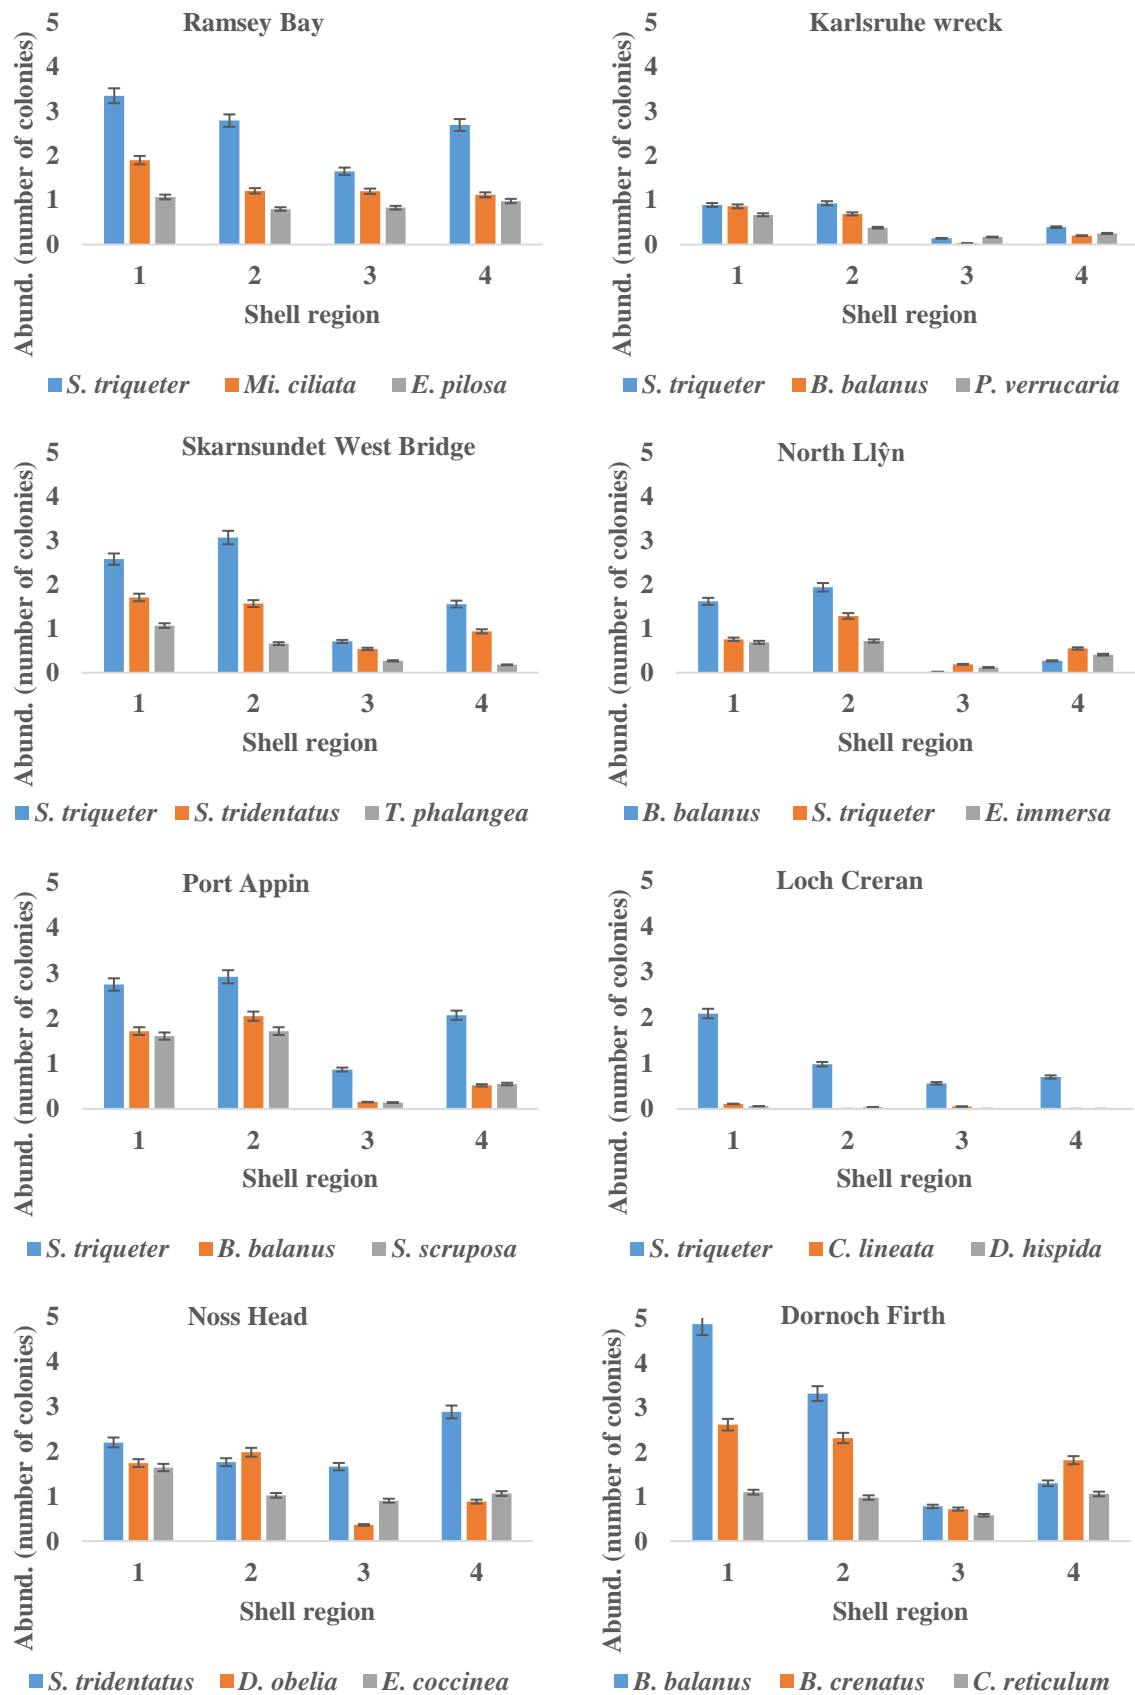 Ramsey Bay
Abund. (number of colonies)
5
4
3
2
1
0
1 2 3 4
Shell region
S. triqueter Mi. ciliata E. pilosa
Karlsruhe wreck
Abund. (number of colonies)
5
4
3
2
1
0
1 2 3 4
Shell region
S. triqueter B. balanus P. verrucaria
Skarnsundet West Bridge
Abund. (number of colonies)
5
4
3
2
1
0
1 2 3 4
Shell region
S. triqueter S. tridentatus T. phalangea
North Llŷn
Abund. (number of colonies)
5
4
3
2
1
0
1 2 3 4
Shell region
B. balanus S. triqueter E. immersa
Port Appin
Abund. (number of colonies)
5
4
3
2
1
0
1 2 3 4
Shell region
S. triqueter B. balanus S. scruposa
Loch Creran
Abund. (number of colonies)
5
4
3
2
1
0
1 2 3 4
Shell region
S. triqueter C. lineata D. hispida
Noss Head
Abund. (number of colonies)
5
4
3
2
1
0
1 2 3 4
Shell region
S. tridentatus D. obelia E. coccinea
Dornoch Firth
Abund. (number of colonies)
5
4
3
2
1
0
1 2 3 4
Shell region
B. balanus B. crenatus C. reticulum